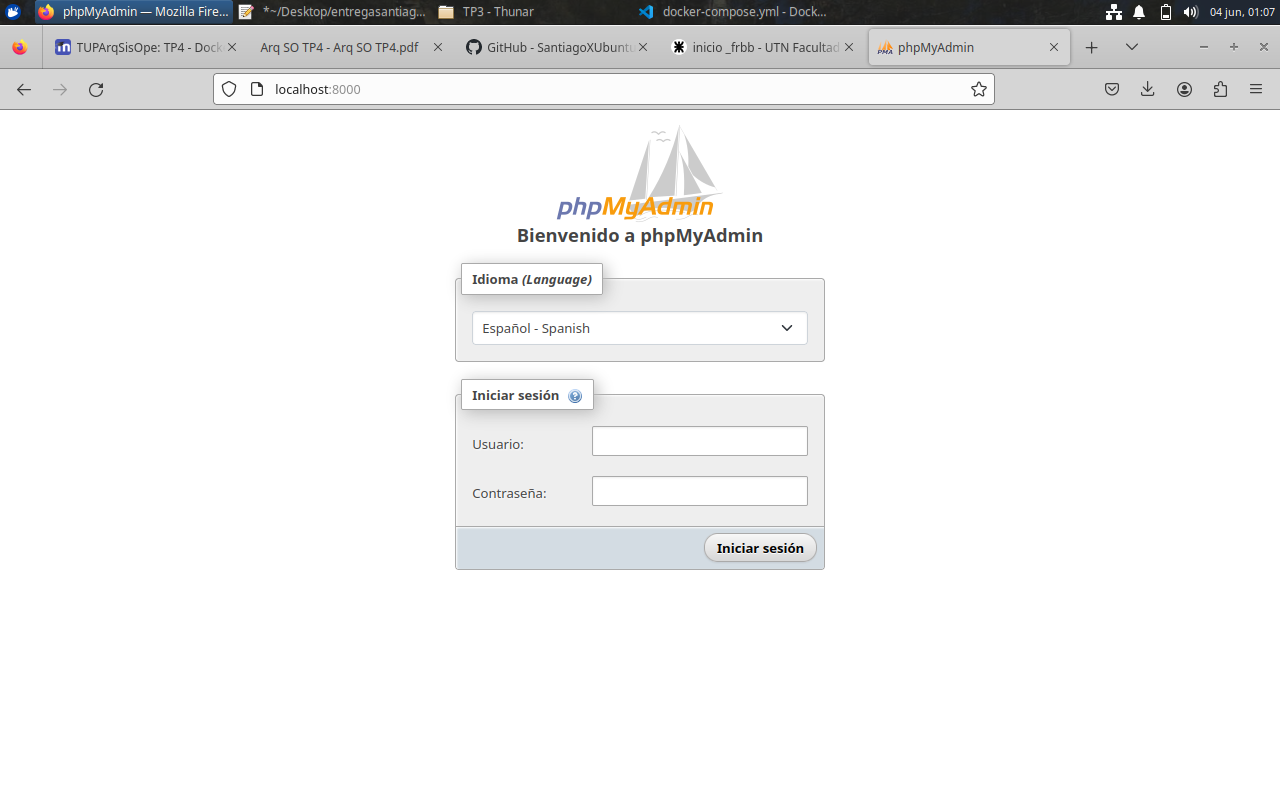 phpMyAdmin — Mozilla Fire...
*~/Desktop/entregasantiag...
TP3 - Thunar
docker-compose.yml - Dock...
04 jun, 01:07
TUPArqSisOpe: TP4 - Dock
Arq SO TP4 - Arq SO TP4.pdf
GitHub - SantiagoXUbuntu
inicio _frbb - UTN Facultad
phpMyAdmin
localhost:8000
phpMyAdmin
Bienvenido a phpMyAdmin
Idioma (Language)
Español - Spanish
Iniciar sesión
Usuario:
Contraseña:
Iniciar sesión